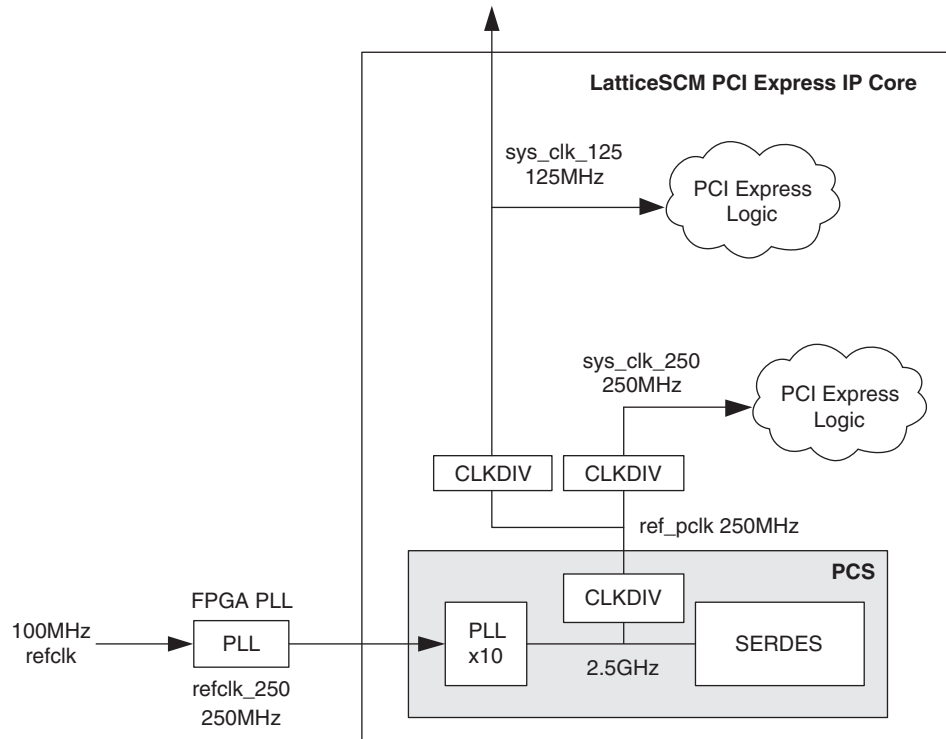 LatticeSCM PCI Express IP Core
sys_clk_125
125MHz
PCI Express
Logic
sys_clk_250
250MHz
PCI Express
Logic
CLKDIV
CLKDIV
ref_pclk 250MHz
PCS
CLKDIV
FPGA PLL
100MHz
refclk
PLL
PLL
x10
2.5GHz
SERDES
refclk_250
250MHz